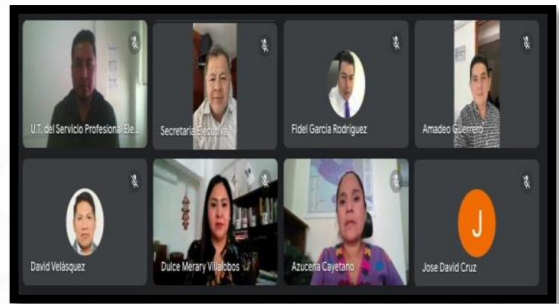 U.T. del Servicio Profesional Ele...
Secretaría Ejecutiva
Fidel García Rodríguez
Amadeo Guerrero
David Velásquez
Dulce Merary Villalobos
Azucena Cayetano
J
Jose David Cruz